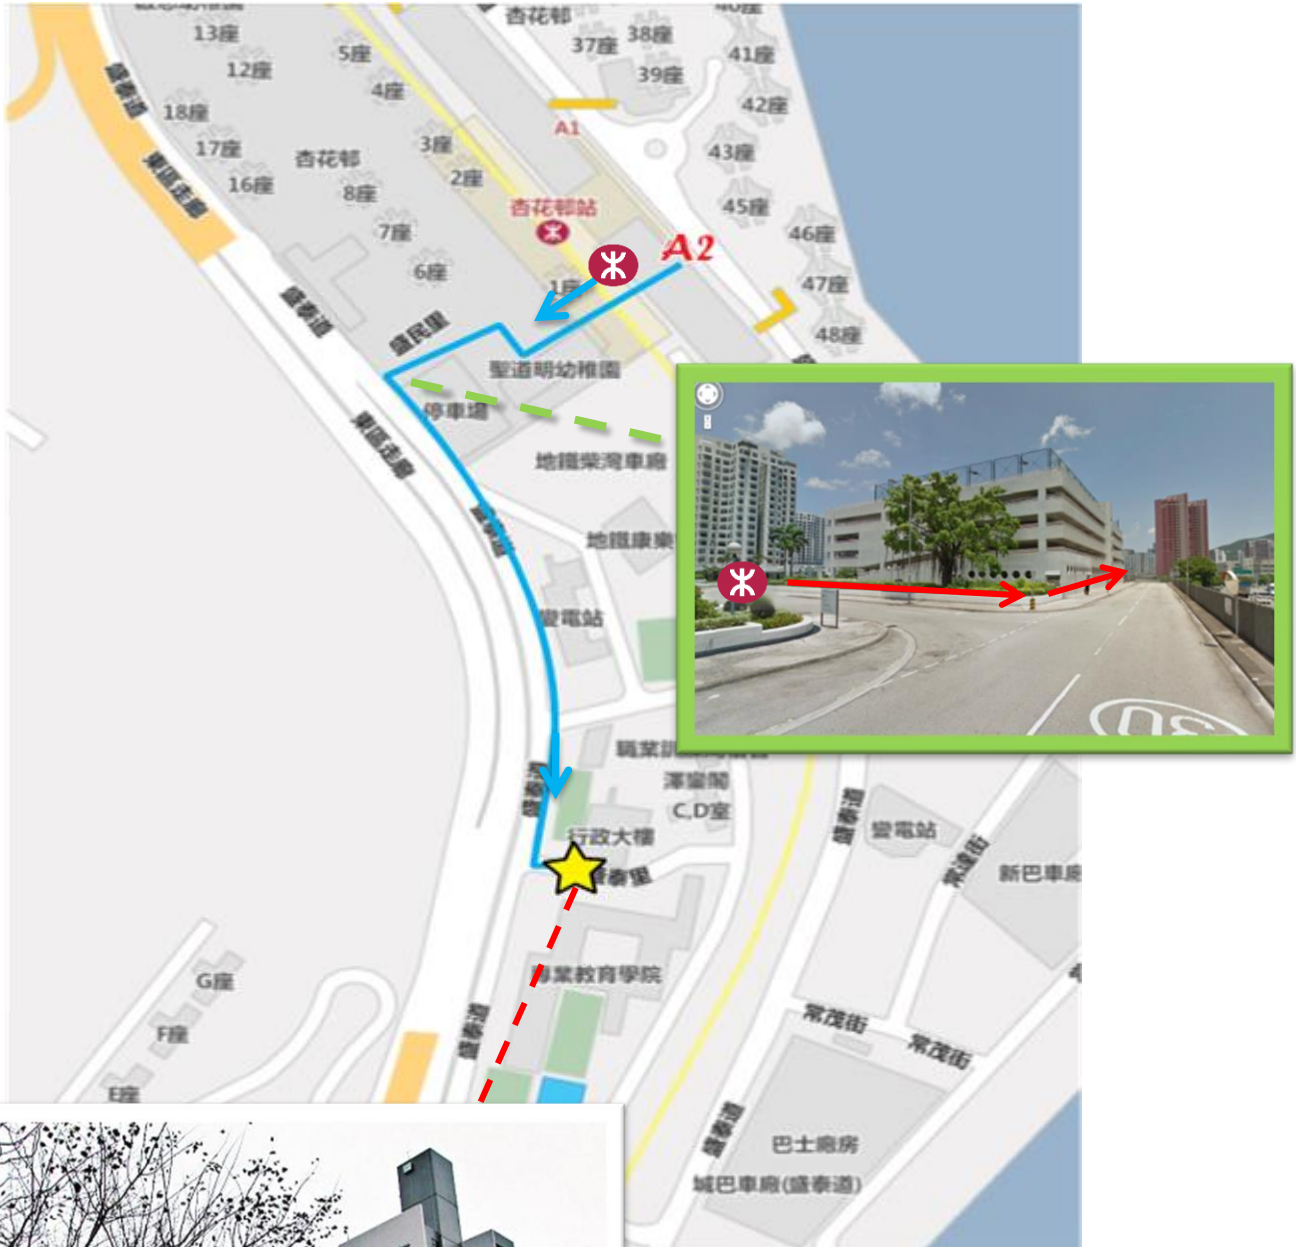 13座
12座
18座
17座
16座
5座
4座
3座
2座
杏花邨
8座
7座
6座
1座
杏花邨
37座
38座
39座
41座
42座
43座
45座
46座
47座
48座
A1
杏花邨站
A2
盛泰道
東區走廊
盛泰道
盛民里
聖道明幼稚園
停車場
東區走廊
地鐵柴灣車廠
盛泰道
地鐵康樂
變電站
30
職業訓
澤鑾閣
C,D室
盛泰道
行政大樓
盛泰道
變電站
常達街
新巴車廠
泰里
專業教育學院
G座
F座
E座
盛泰道
常茂街
常茂街
盛泰道
巴士廠房
城巴車廠(盛泰道)